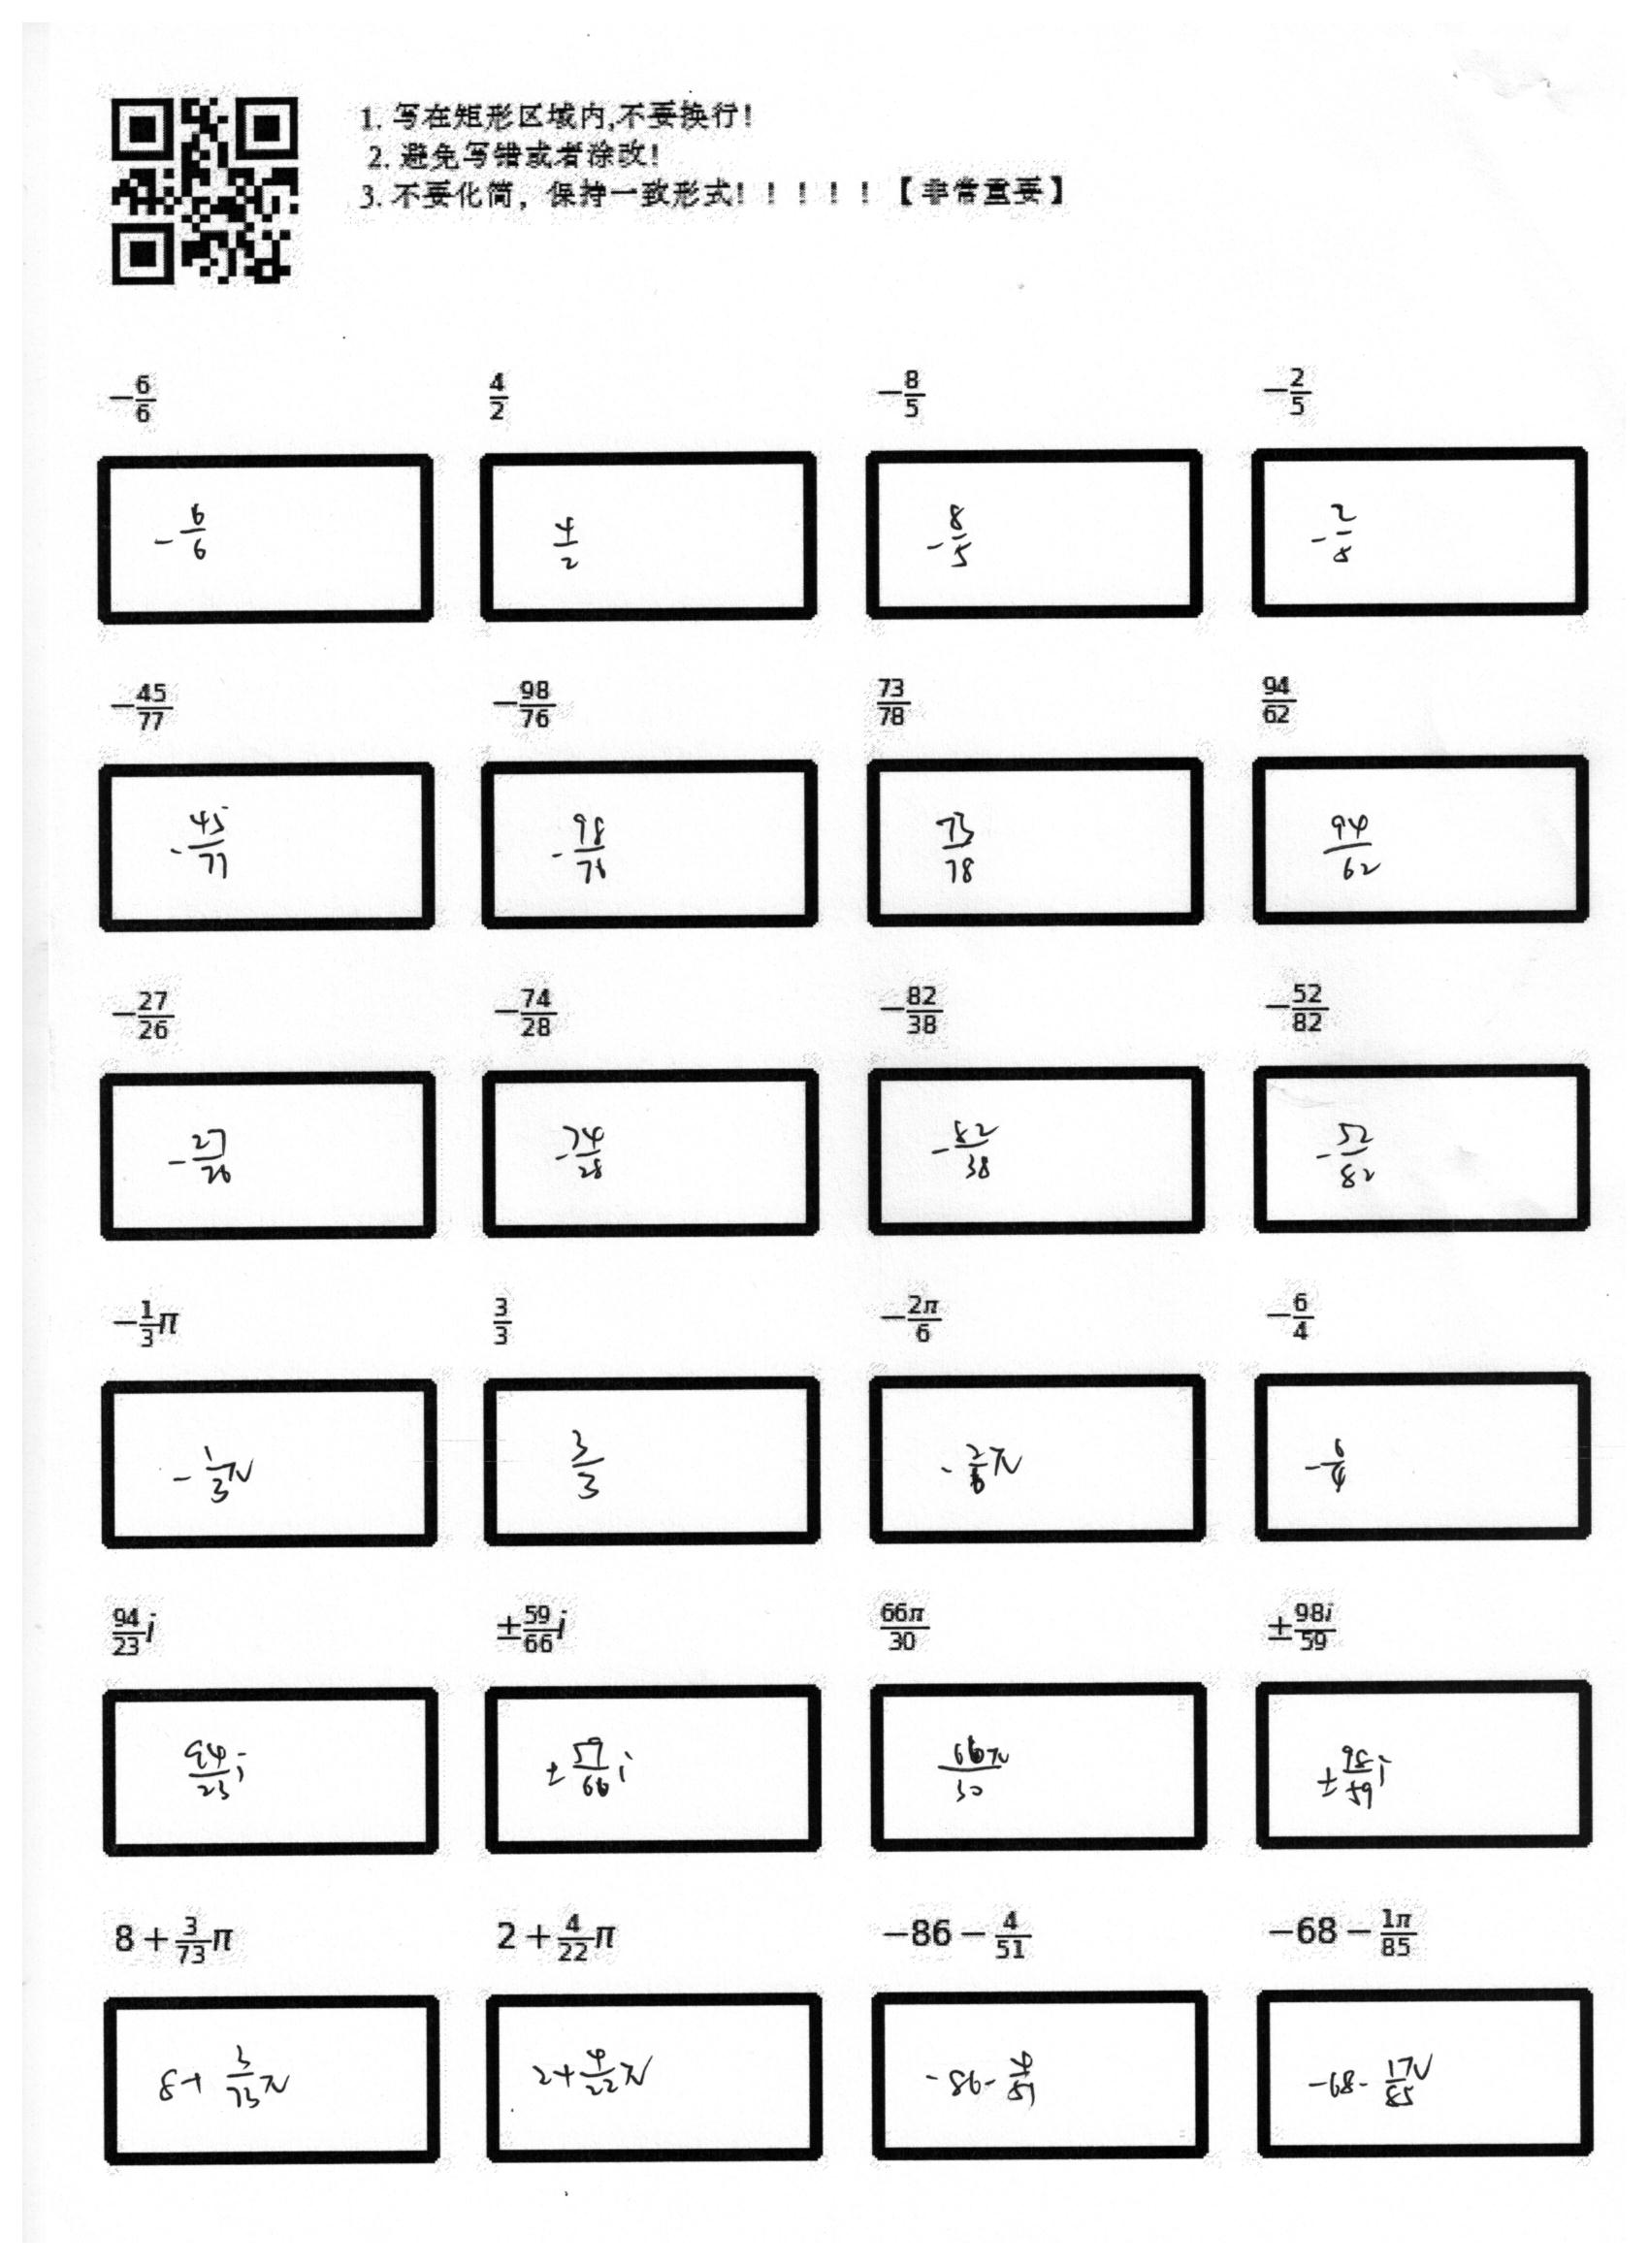 1. 写在矩形区域内,不要换行!
2. 避免写错或者涂改!
3. 不要化简，保持一致形式！！！！！【非常重要】
$-\frac{6}{6}$ $\frac{4}{2}$ $-\frac{8}{5}$ $-\frac{2}{5}$
$-\frac{6}{6}$ $\frac{4}{2}$ $-\frac{8}{5}$ $-\frac{2}{5}$
$-\frac{45}{77}$ $-\frac{98}{76}$ $\frac{73}{78}$ $\frac{94}{62}$
$-\frac{45}{77}$ $-\frac{98}{76}$ $\frac{73}{78}$ $\frac{94}{62}$
$-\frac{27}{26}$ $-\frac{74}{28}$ $-\frac{82}{38}$ $-\frac{52}{82}$
$-\frac{27}{26}$ $-\frac{74}{28}$ $-\frac{82}{38}$ $-\frac{52}{82}$
$-\frac{1}{3}\pi$ $\frac{3}{3}$ $-\frac{2\pi}{6}$ $-\frac{6}{4}$
$-\frac{1}{3}\pi$ $\frac{3}{3}$ $-\frac{2}{6}\pi$ $-\frac{6}{4}$
$\frac{94}{23}i$ $\pm\frac{59}{66}i$ $\frac{66\pi}{30}$ $\pm\frac{98i}{59}$
$\frac{94}{23}i$ $\pm\frac{59}{66}i$ $\frac{66\pi}{30}$ $\pm\frac{98}{59}i$
$8+\frac{3}{73}\pi$ $2+\frac{4}{22}\pi$ $-86-\frac{4}{51}$ $-68-\frac{1\pi}{85}$
$8+\frac{3}{73}\pi$ $2+\frac{4}{22}\pi$ $-86-\frac{4}{51}$ $-68-\frac{1\pi}{85}$